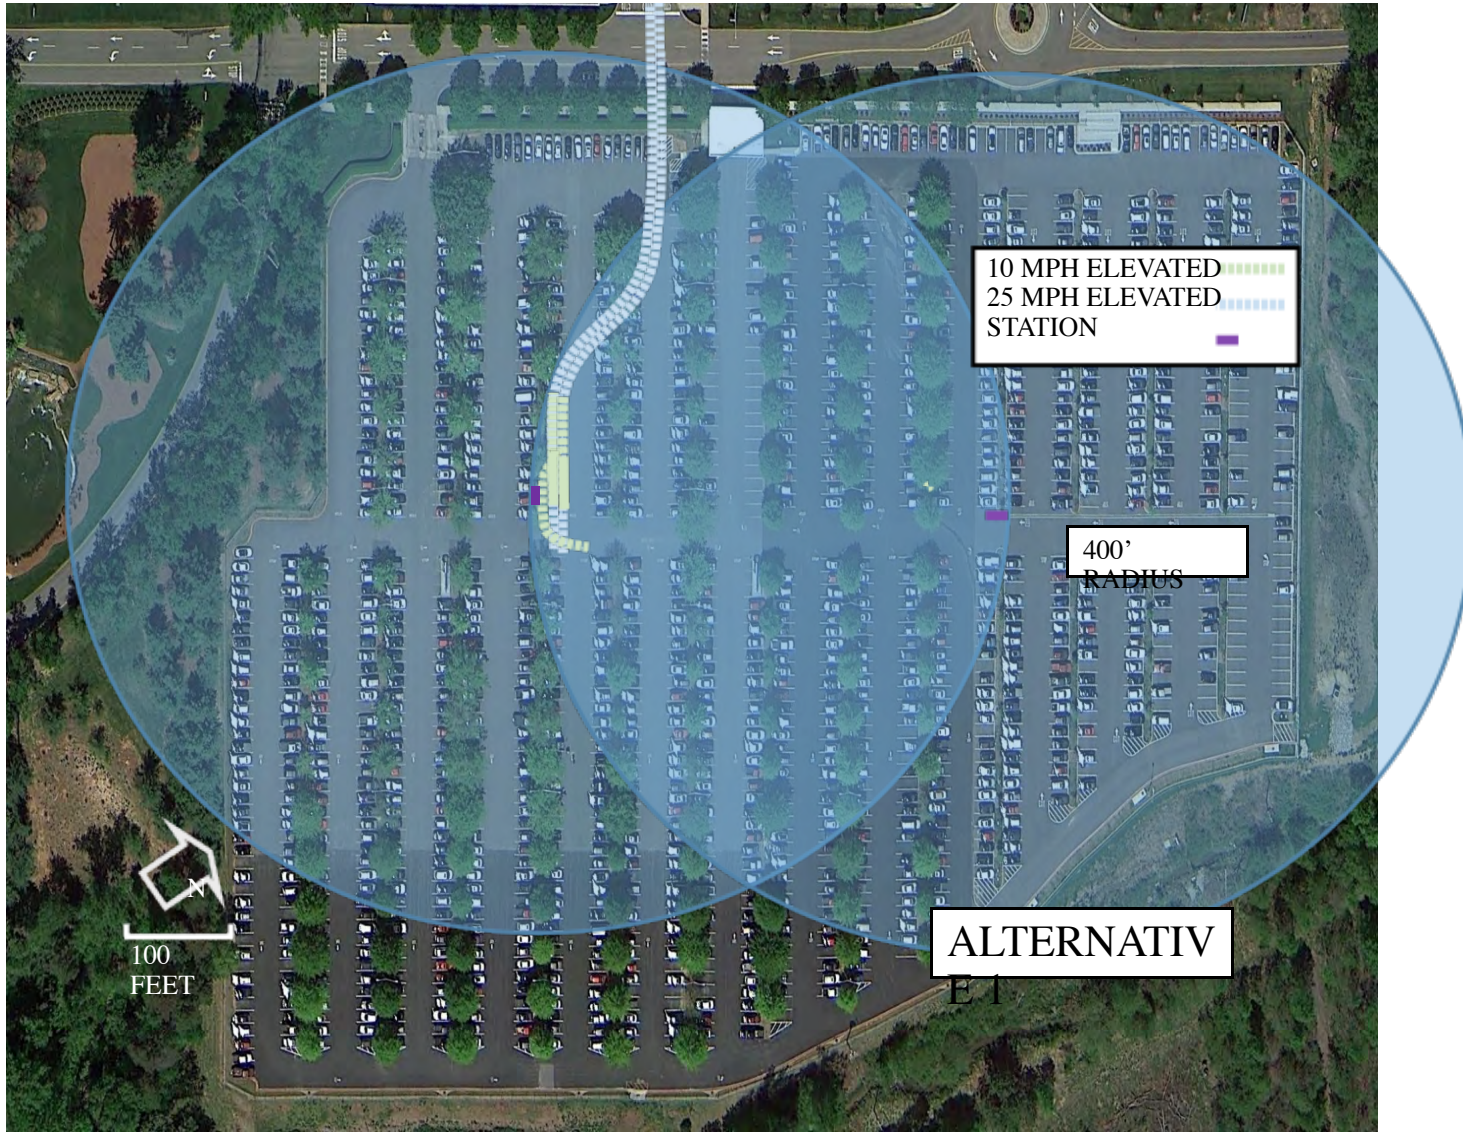 10 MPH ELEVATED
25 MPH ELEVATED
STATION
400’
RADIUS
N
100
FEET
ALTERNATIV
E 1